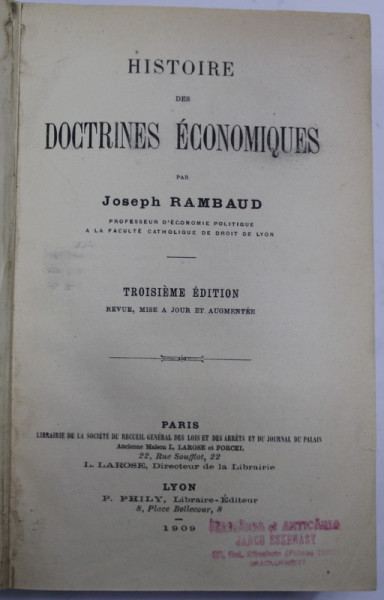 HISTOIRE
DES
DOCTRINES ÉCONOMIQUES
PAR
Joseph RAMBAUD
PROFESSEUR D'ÉCONOMIE POLITIQUE
A LA FACULTÉ CATHOLIQUE DE DROIT DE LYON
TROISIÈME ÉDITION
REVUE, MISE A JOUR ET AUGMENTÉE
PARIS
LIBRAIRIE DE LA SOCIÉTÉ DU RECUEIL GÉNÉRAL DES LOIS ET DES ARRÊTS ET DU JOURNAL DU PALAIS
Ancienne Maison L. LAROSE et FORCEL
22, Rue Soufflot, 22
L. LAROSE, Directeur de la Librairie
LYON
P. PHILY, Libraire-Éditeur
8, Place Bellecour, 8
1909
et ANTICARIA